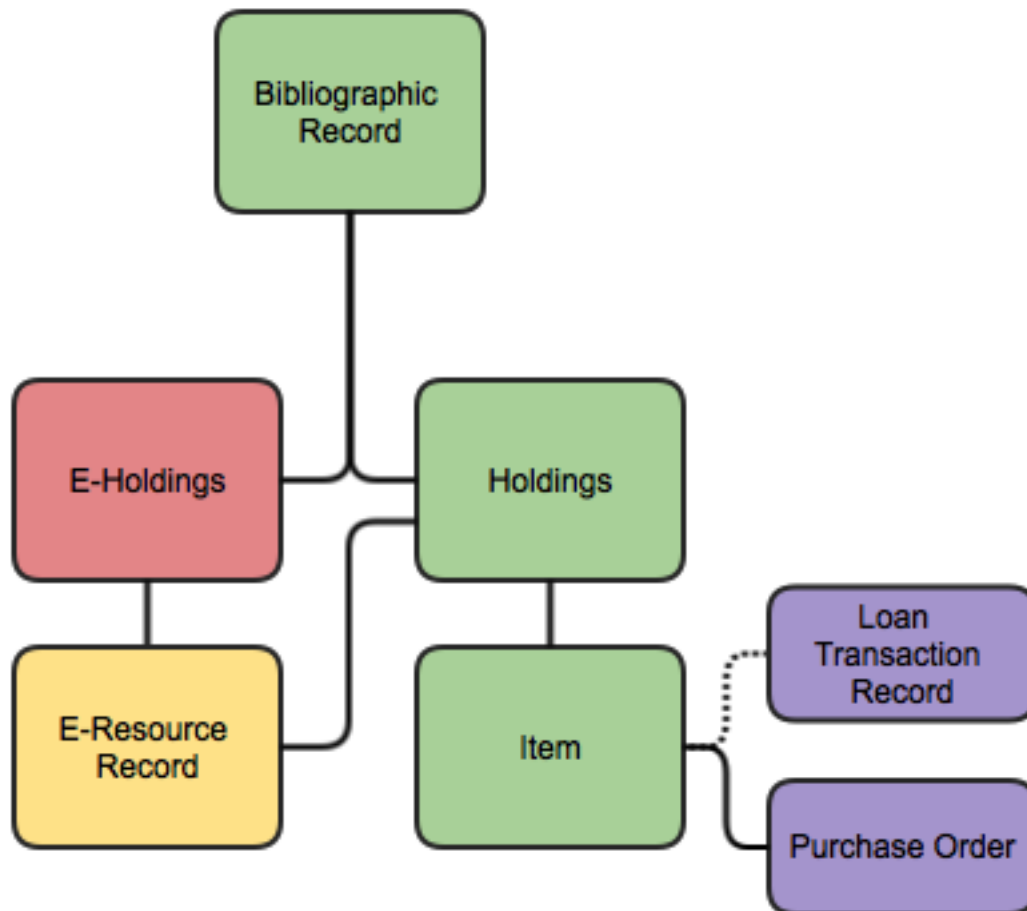 Bibliographic
Record
E-Holdings
Holdings
E-Resource
Record
Item
Loan
Transaction
Record
Purchase Order